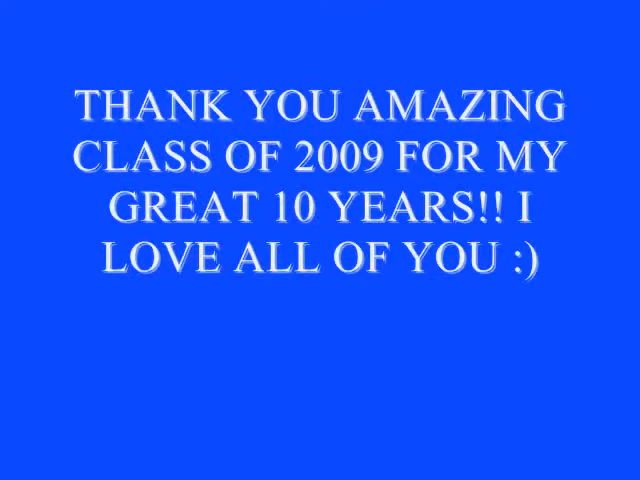 THANK YOU AMAZING
CLASS OF 2009 FOR MY
GREAT 10 YEARS!! I
LOVE ALL OF YOU :)